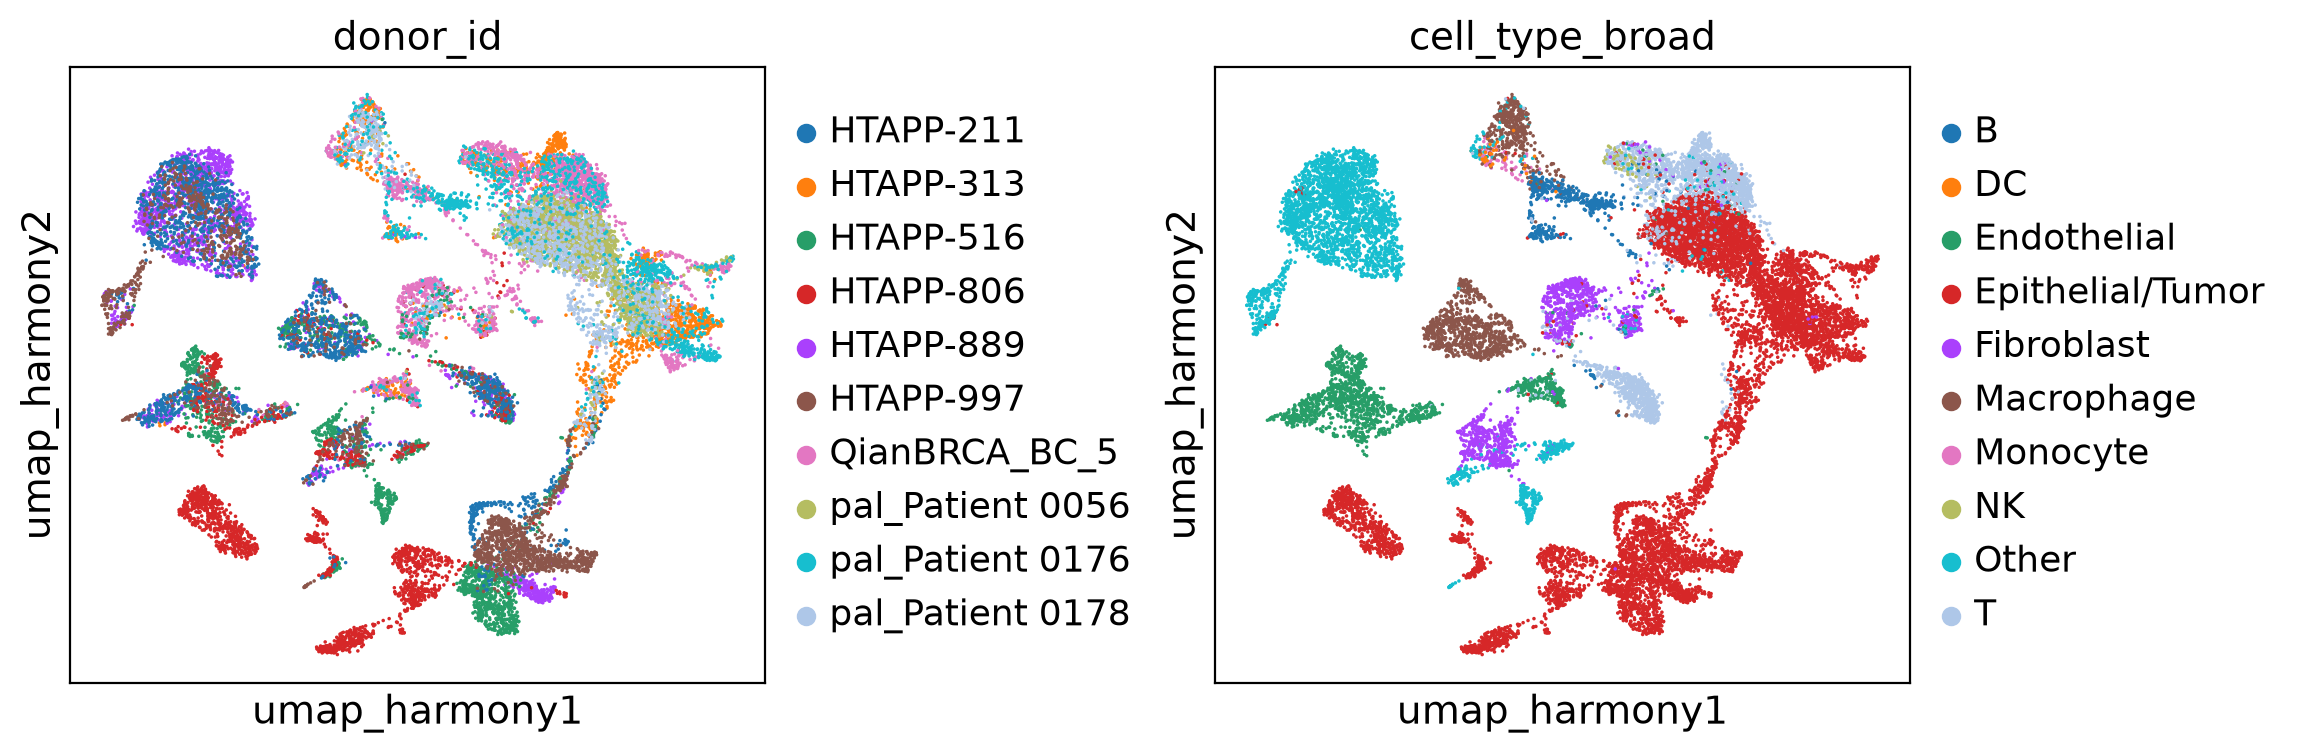 donor_id
umap_harmony2
umap_harmony1
HTAPP-211
HTAPP-313
HTAPP-516
HTAPP-806
HTAPP-889
HTAPP-997
QianBRCA_BC_5
pal_Patient 0056
pal_Patient 0176
pal_Patient 0178
cell_type_broad
umap_harmony2
umap_harmony1
B
DC
Endothelial
Epithelial/Tumor
Fibroblast
Macrophage
Monocyte
NK
Other
T